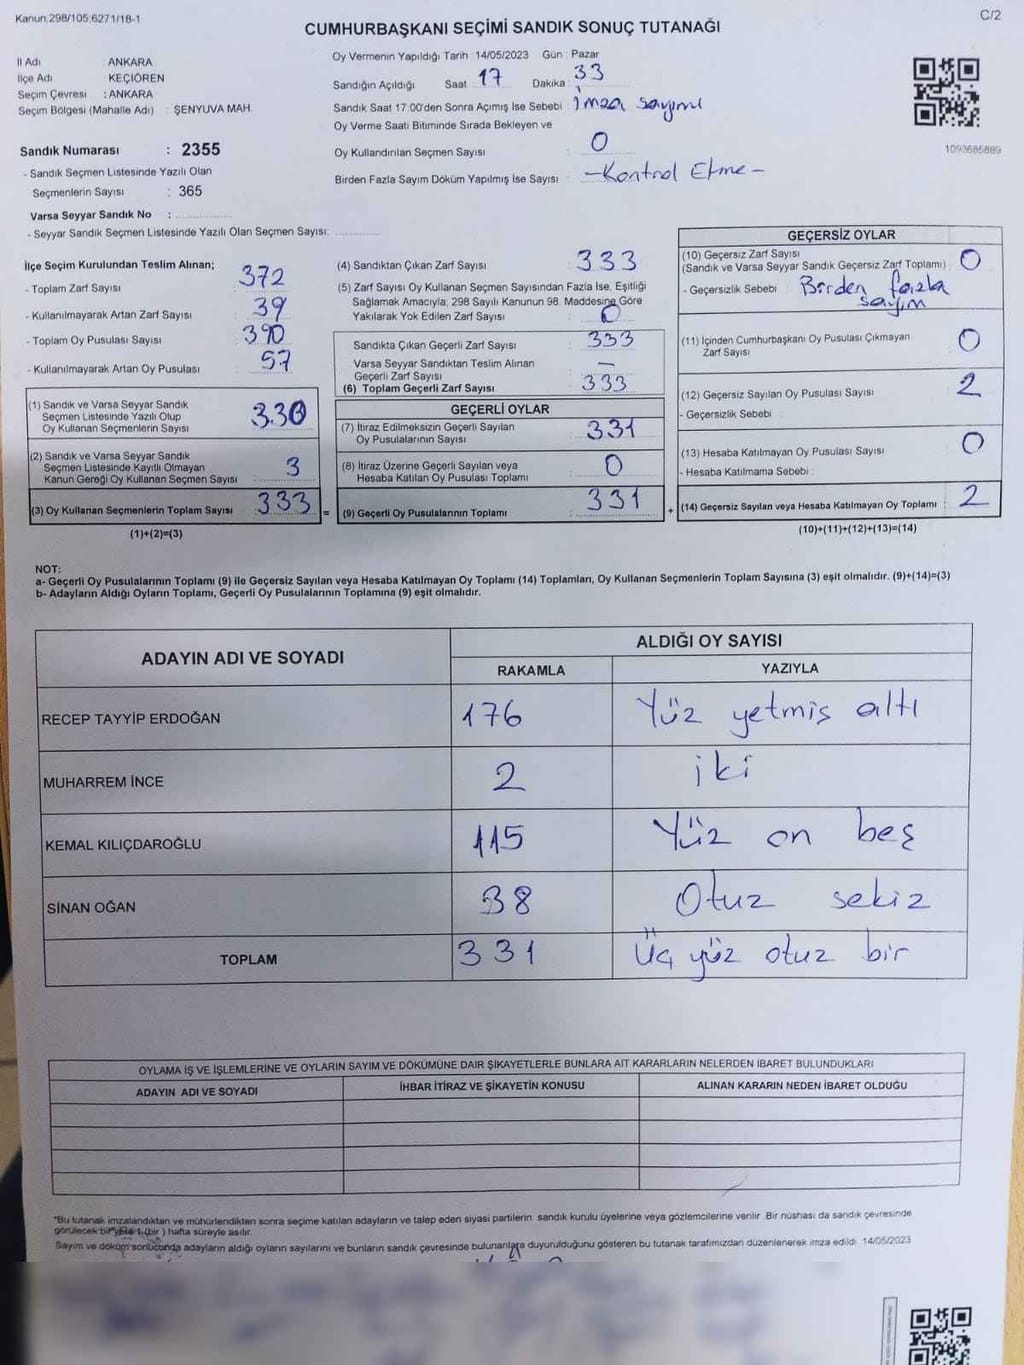 Kanun:298/105;6271/18-1
C/2
CUMHURBAŞKANI SEÇİMİ SANDIK SONUÇ TUTANAĞI
İl Adı : ANKARA
İlçe Adı : KEÇİÖREN
Seçim Çevresi : ANKARA
Seçim Bölgesi (Mahalle Adı) : ŞENYUVA MAH.
Sandık Numarası : 2355
- Sandık Seçmen Listesinde Yazılı Olan
Seçmenlerin Sayısı : 365
Varsa Seyyar Sandık No :
- Seyyar Sandık Seçmen Listesinde Yazılı Olan Seçmen Sayısı:
Oy Vermenin Yapıldığı Tarih : 14/05/2023 Gün : Pazar
Sandığın Açıldığı Saat : 17 Dakika : 33
Sandık Saat 17:00'den Sonra Açımış İse Sebebi : İmza sayımı
Oy Verme Saati Bitiminde Sırada Bekleyen ve
Oy Kullandırılan Seçmen Sayısı : 0
Birden Fazla Sayım Döküm Yapılmış İse Sayısı : -Kontrol Etme-
1093685889
İlçe Seçim Kurulundan Teslim Alınan;
- Toplam Zarf Sayısı : 372
- Kullanılmayarak Artan Zarf Sayısı : 39
- Toplam Oy Pusulası Sayısı : 390
- Kullanılmayarak Artan Oy Pusulası : 57
(1) Sandık ve Varsa Seyyar Sandık
Seçmen Listesinde Yazılı Olup
Oy Kullanan Seçmenlerin Sayısı : 330
(2) Sandık ve Varsa Seyyar Sandık
Seçmen Listesinde Kayıtlı Olmayan
Kanun Gereği Oy Kullanan Seçmen Sayısı : 3
(3) Oy Kullanan Seçmenlerin Toplam Sayısı : 333 =
(1)+(2)=(3)
(4) Sandıktan Çıkan Zarf Sayısı : 333
(5) Zarf Sayısı Oy Kullanan Seçmen Sayısından Fazla İse, Eşitliği
Sağlamak Amacıyla; 298 Sayılı Kanunun 98. Maddesine Göre
Yakılarak Yok Edilen Zarf Sayısı : 0
Sandıkta Çıkan Geçerli Zarf Sayısı : 333
Varsa Seyyar Sandıktan Teslim Alınan
Geçerli Zarf Sayısı : —
(6) Toplam Geçerli Zarf Sayısı : 333
GEÇERLİ OYLAR
(7) İtiraz Edilmeksizin Geçerli Sayılan
Oy Pusulalarının Sayısı : 331
(8) İtiraz Üzerine Geçerli Sayılan veya
Hesaba Katılan Oy Pusulası Toplamı : 0
(9) Geçerli Oy Pusulalarının Toplamı : 331 +
GEÇERSİZ OYLAR
(10) Geçersiz Zarf Sayısı
(Sandık ve Varsa Seyyar Sandık Geçersiz Zarf Toplamı) : 0
- Geçersizlik Sebebi : Birden fazla
sayım
(11) İçinden Cumhurbaşkanı Oy Pusulası Çıkmayan
Zarf Sayısı : 0
(12) Geçersiz Sayılan Oy Pusulası Sayısı : 2
- Geçersizlik Sebebi :
(13) Hesaba Katılmayan Oy Pusulası Sayısı : 0
- Hesaba Katılmama Sebebi :
(14) Geçersiz Sayılan veya Hesaba Katılmayan Oy Toplamı : 2
(10)+(11)+(12)+(13)=(14)
NOT:
a- Geçerli Oy Pusulalarının Toplamı (9) ile Geçersiz Sayılan veya Hesaba Katılmayan Oy Toplamı (14) Toplamları, Oy Kullanan Seçmenlerin Toplam Sayısına (3) eşit olmalıdır. (9)+(14)=(3)
b- Adayların Aldığı Oyların Toplamı, Geçerli Oy Pusulalarının Toplamına (9) eşit olmalıdır.
ADAYIN ADI VE SOYADI
ALDIĞI OY SAYISI
RAKAMLA YAZIYLA
RECEP TAYYİP ERDOĞAN 176 Yüz yetmiş altı
MUHARREM İNCE 2 iki
KEMAL KILIÇDAROĞLU 115 Yüz on beş
SİNAN OĞAN 38 Otuz sekiz
TOPLAM 331 Üç yüz otuz bir
OYLAMA İŞ VE İŞLEMLERİNE VE OYLARIN SAYIM VE DÖKÜMÜNE DAİR ŞİKAYETLERLE BUNLARA AİT KARARLARIN NELERDEN İBARET BULUNDUKLARI
ADAYIN ADI VE SOYADI İHBAR İTİRAZ VE ŞİKAYETİN KONUSU ALINAN KARARIN NEDEN İBARET OLDUĞU
"Bu tutanak imzalandıktan ve mühürlendikten sonra seçime katılan adayların ve talep eden siyasi partilerin sandık kurulu üyelerine veya gözlemcilerine verilir. Bir nüshası da sandık çevresinde
görülecek bir yere 1 (bir) hafta süreyle asılır.
Sayım ve döküm sonucunda adayların aldığı oyların sayılarını ve bunların sandık çevresinde bulunanlara duyurulduğunu gösteren bu tutanak tarafımızdan düzenlenerek imza edildi. 14/05/2023